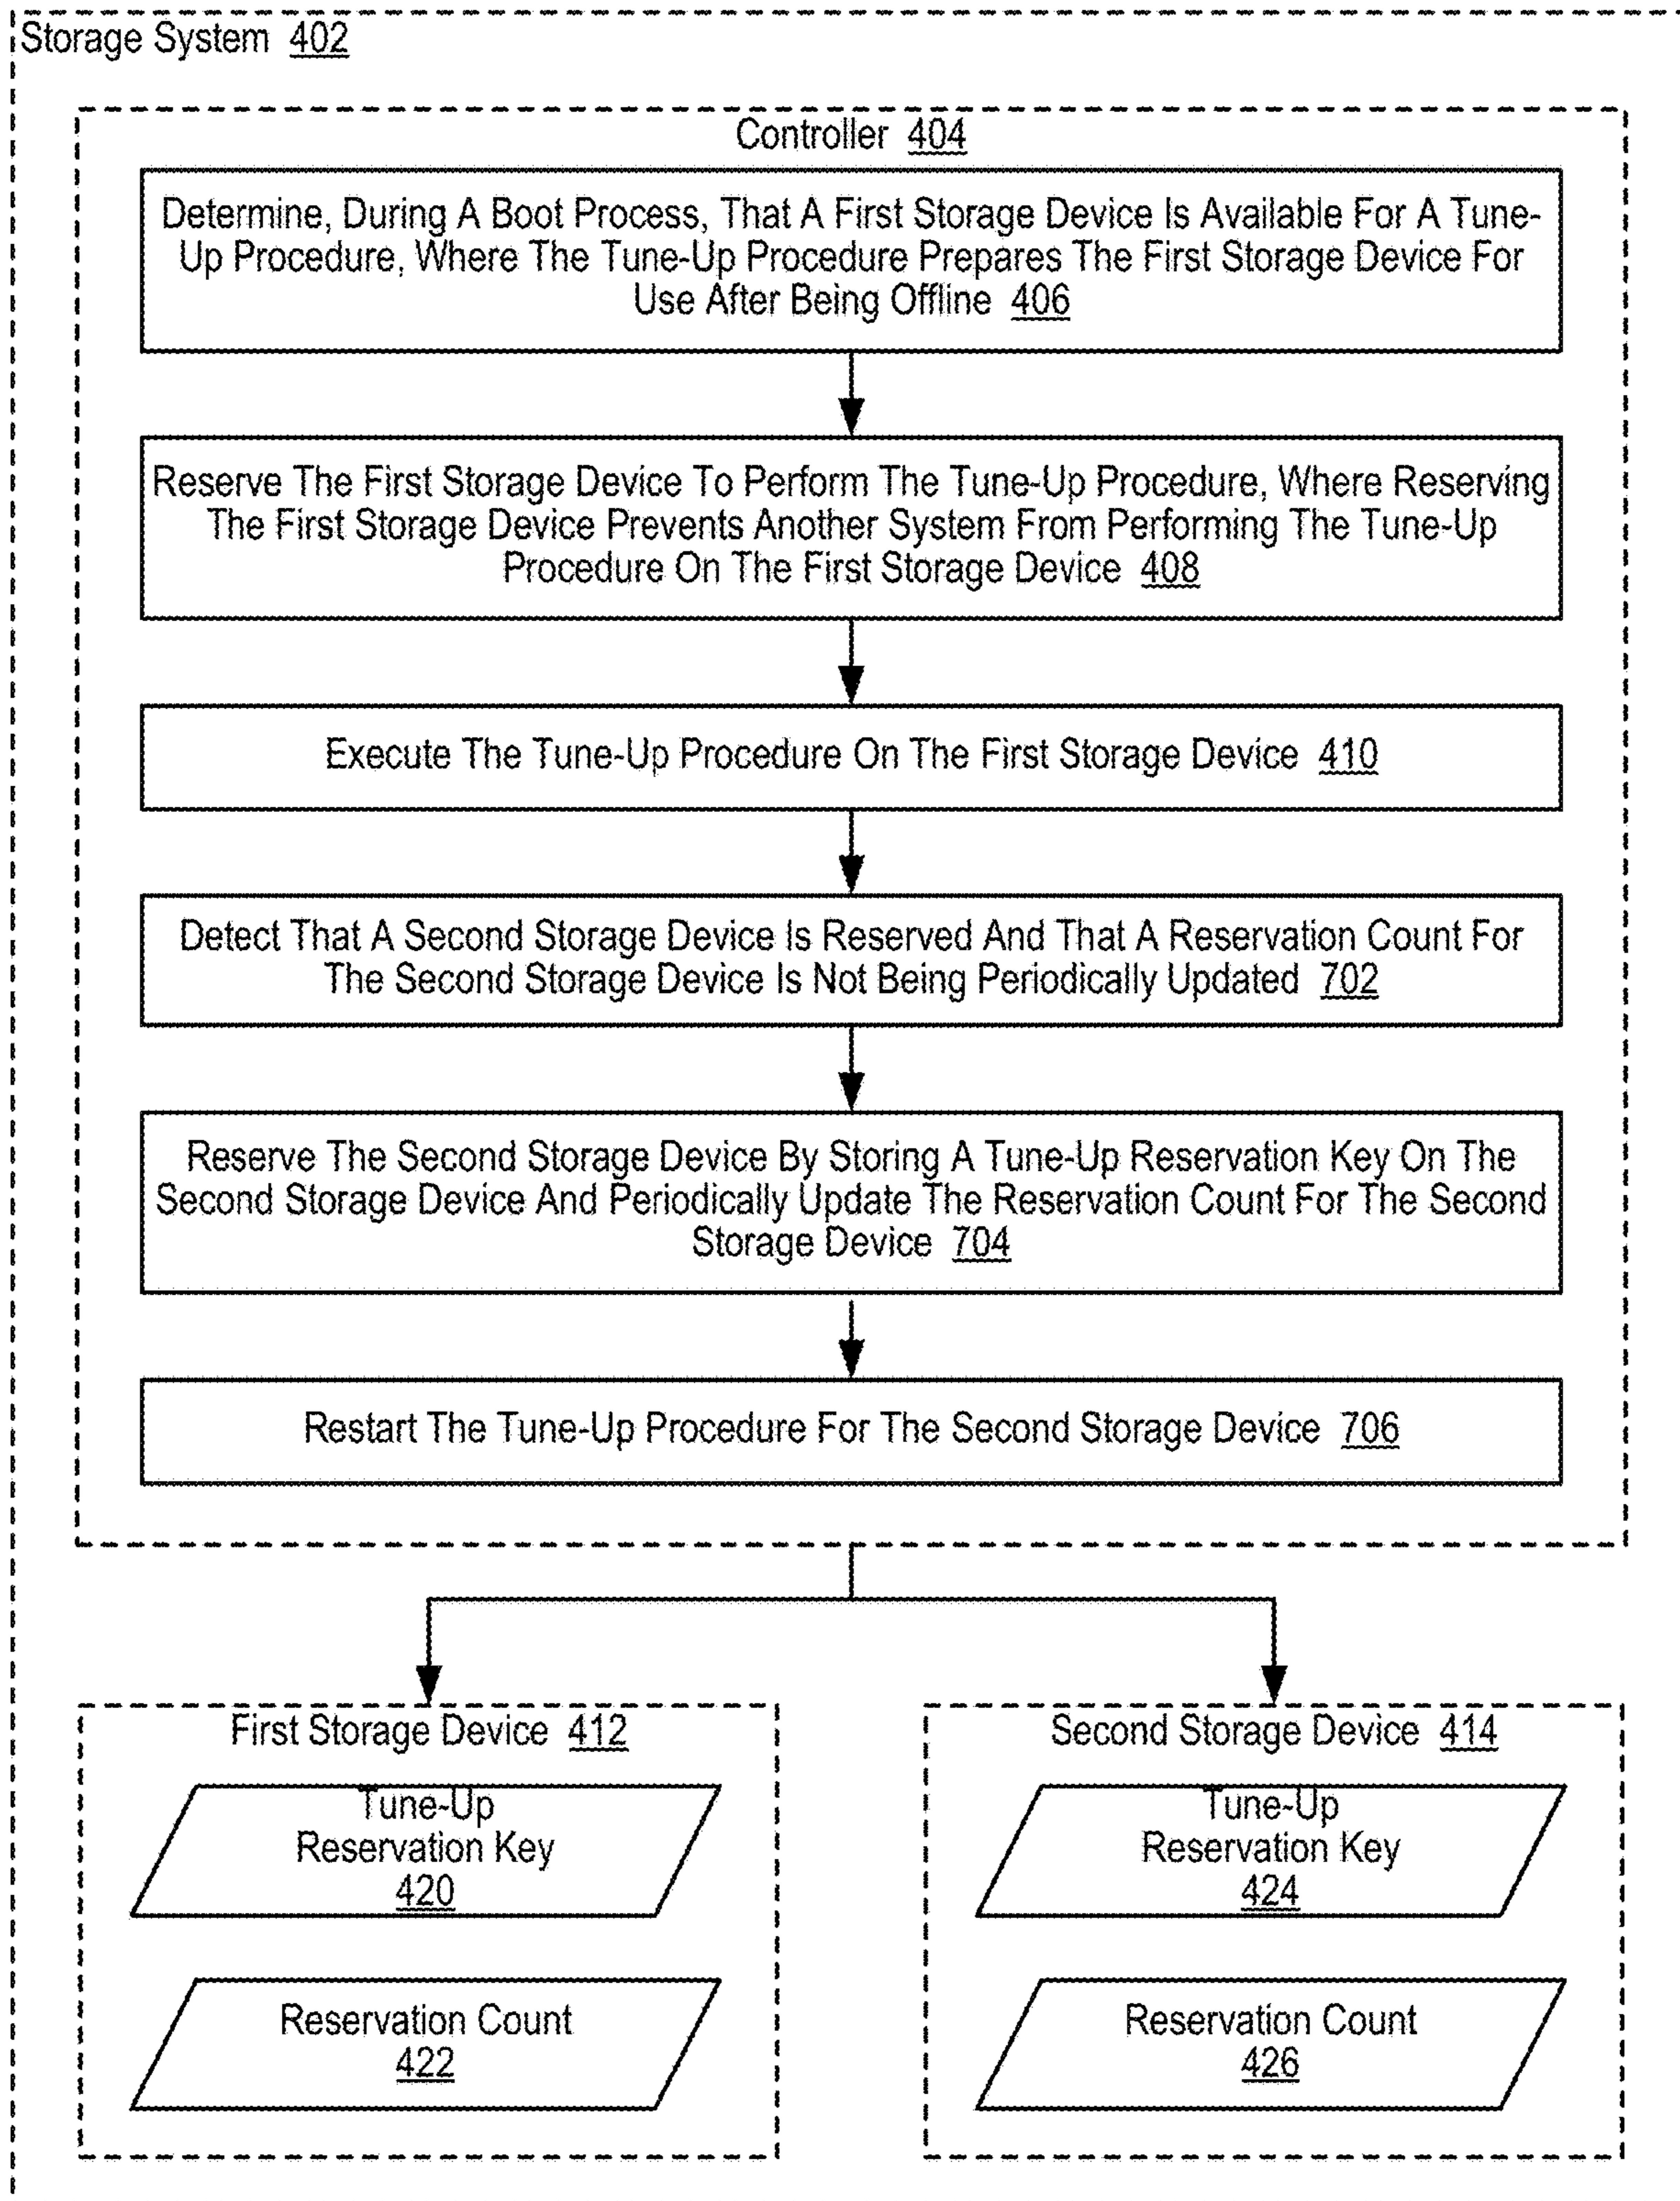 Storage System 402
Controller 404
Determine, During A Boot Process, That A First Storage Device Is Available For A Tune-
Up Procedure, Where The Tune-Up Procedure Prepares The First Storage Device For
Use After Being Offline 406
Reserve The First Storage Device To Perform The Tune-Up Procedure, Where Reserving
The First Storage Device Prevents Another System From Performing The Tune-Up
Procedure On The First Storage Device 408
Execute The Tune-Up Procedure On The First Storage Device 410
Detect That A Second Storage Device Is Reserved And That A Reservation Count For
The Second Storage Device Is Not Being Periodically Updated 702
Reserve The Second Storage Device By Storing A Tune-Up Reservation Key On The
Second Storage Device And Periodically Update The Reservation Count For The Second
Storage Device 704
Restart The Tune-Up Procedure For The Second Storage Device 706
First Storage Device 412
Tune-Up
Reservation Key
420
Reservation Count
422
Second Storage Device 414
Tune-Up
Reservation Key
424
Reservation Count
426